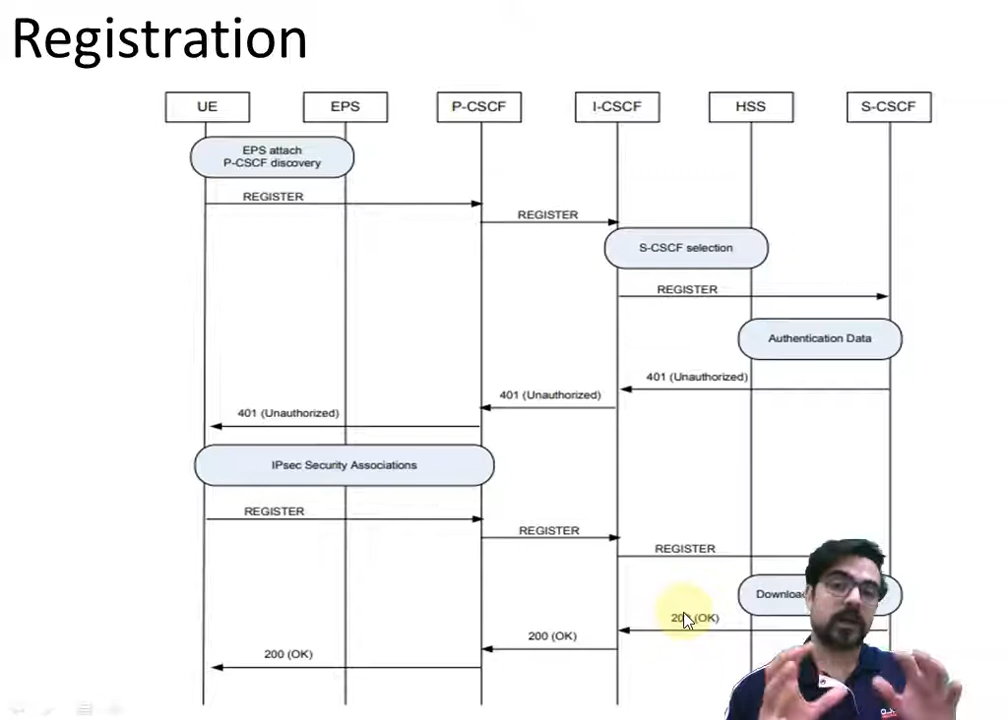 Registration
UE
EPS
P-CSCF
I-CSCF
HSS
S-CSCF
EPS attach
P-CSCF discovery
REGISTER
REGISTER
S-CSCF selection
REGISTER
Authentication Data
401 (Unauthorized)
401 (Unauthorized)
401 (Unauthorized)
IPsec Security Associations
REGISTER
REGISTER
REGISTER
(OK)
200 (OK)
200 (OK)